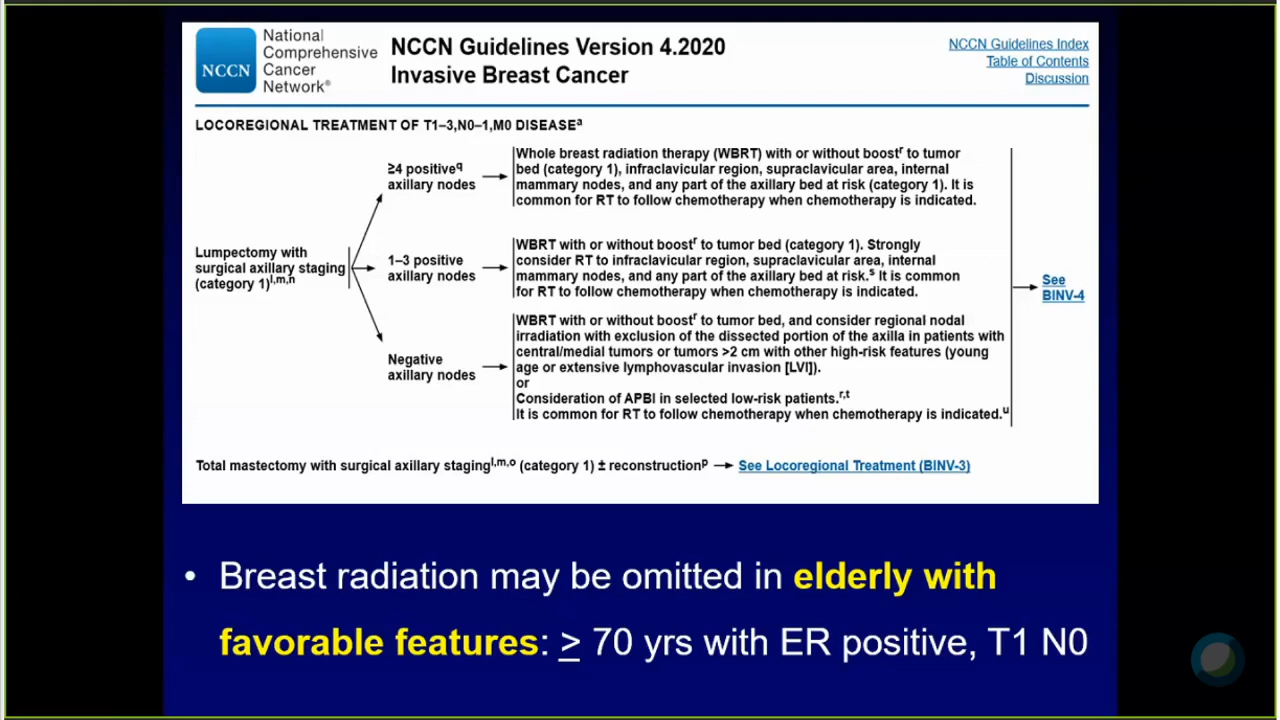 NCCN
National
Comprehensive
Cancer
Network®
NCCN Guidelines Version 4.2020
Invasive Breast Cancer
NCCN Guidelines Index
Table of Contents
Discussion
LOCOREGIONAL TREATMENT OF T1–3,N0–1,M0 DISEASEa
Lumpectomy with
surgical axillary staging
(category 1)l,m,n
≥4 positiveq
axillary nodes
Whole breast radiation therapy (WBRT) with or without boostr to tumor
bed (category 1), infraclavicular region, supraclavicular area, internal
mammary nodes, and any part of the axillary bed at risk (category 1). It is
common for RT to follow chemotherapy when chemotherapy is indicated.
1–3 positive
axillary nodes
WBRT with or without boostr to tumor bed (category 1). Strongly
consider RT to infraclavicular region, supraclavicular area, internal
mammary nodes, and any part of the axillary bed at risk.s It is common
for RT to follow chemotherapy when chemotherapy is indicated.
Negative
axillary nodes
WBRT with or without boostr to tumor bed, and consider regional nodal
irradiation with exclusion of the dissected portion of the axilla in patients with
central/medial tumors or tumors >2 cm with other high-risk features (young
age or extensive lymphovascular invasion [LVI]).
or
Consideration of APBI in selected low-risk patients.r,t
It is common for RT to follow chemotherapy when chemotherapy is indicated.u
See
BINV-4
Total mastectomy with surgical axillary stagingl,m,o (category 1) ± reconstructionp
See Locoregional Treatment (BINV-3)
• Breast radiation may be omitted in elderly with
favorable features: ≥ 70 yrs with ER positive, T1 N0